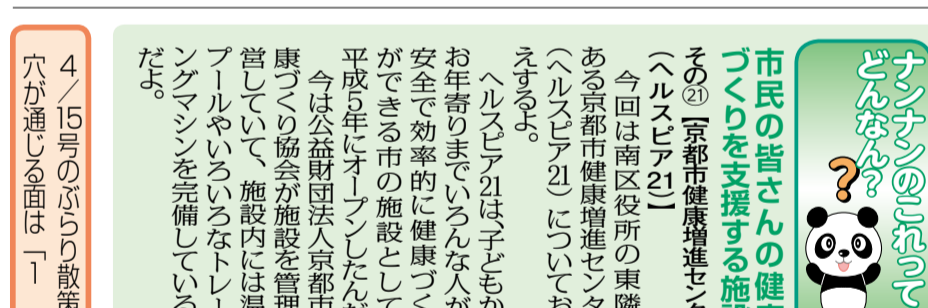 ナンナンのこれって
どんなん？
？
市民の皆さんの健
づくりを支援する施設
その㉑【京都市健康増進セン
（ヘルスピア21）】
今回は南区役所の東隣
ある京都市健康増進センタ
（ヘルスピア21）についてお
えするよ。
ヘルスピア21は、子どもか
お年寄りまでいろんな人が
安全で効率的に健康づく
ができる市の施設として
平成5年にオープンしたんだ
今は公益財団法人京都市
康づくり協会が施設を管理
営していて、施設内には温
プールやいろいろなトレー
ングマシンを完備している
だよ。
4／15号のぶらり散策
穴が通じる面は「1